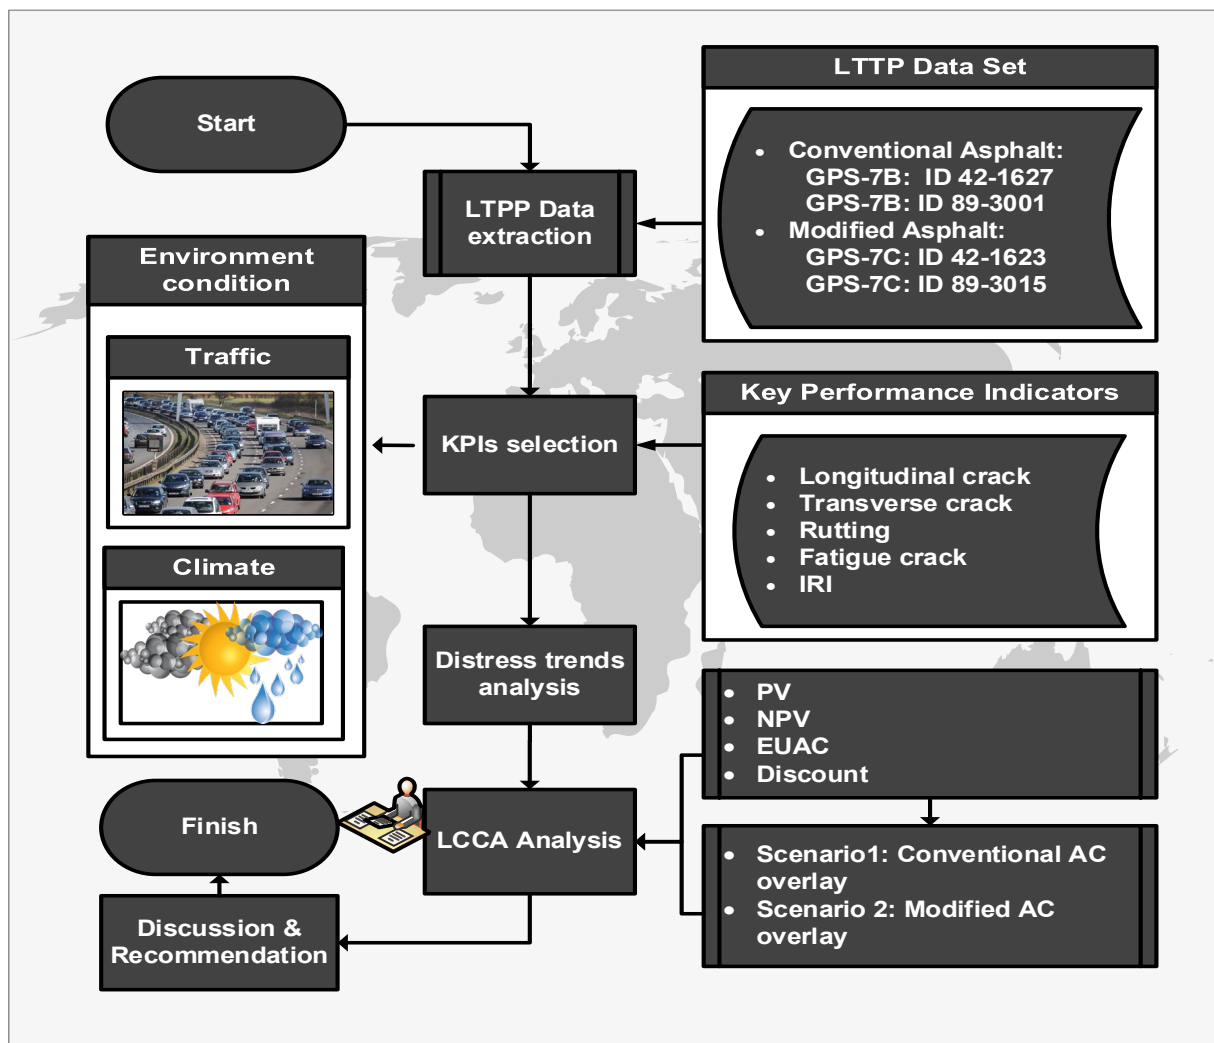 Start
LTPP Data
extraction
LTTP Data Set
• Conventional Asphalt:
GPS-7B: ID 42-1627
GPS-7B: ID 89-3001
• Modified Asphalt:
GPS-7C: ID 42-1623
GPS-7C: ID 89-3015
Environment
condition
Traffic
Climate
KPIs selection
Key Performance Indicators
• Longitudinal crack
• Transverse crack
• Rutting
• Fatigue crack
• IRI
Distress trends
analysis
• PV
• NPV
• EUAC
• Discount
LCCA Analysis
• Scenario1: Conventional AC
overlay
• Scenario 2: Modified AC
overlay
Discussion &
Recommendation
Finish